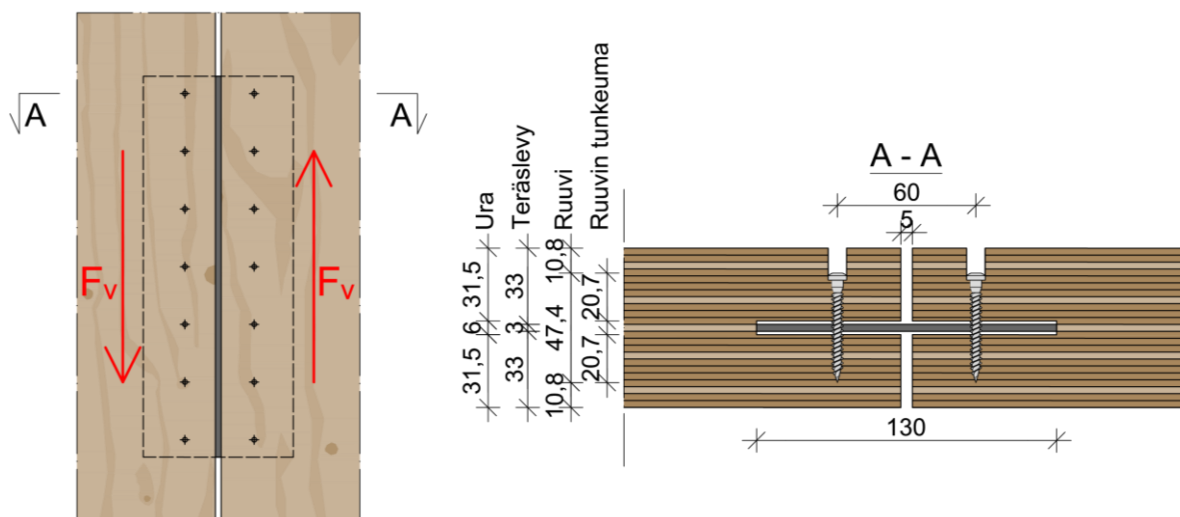 A
A
Fv
Fv
A - A
60
5
Ura
Teräslevy
Ruuvi
Ruuvin tunkeuma
31,5
6
31,5
33
3
33
10,8
47,4
10,8
20,7
20,7
130